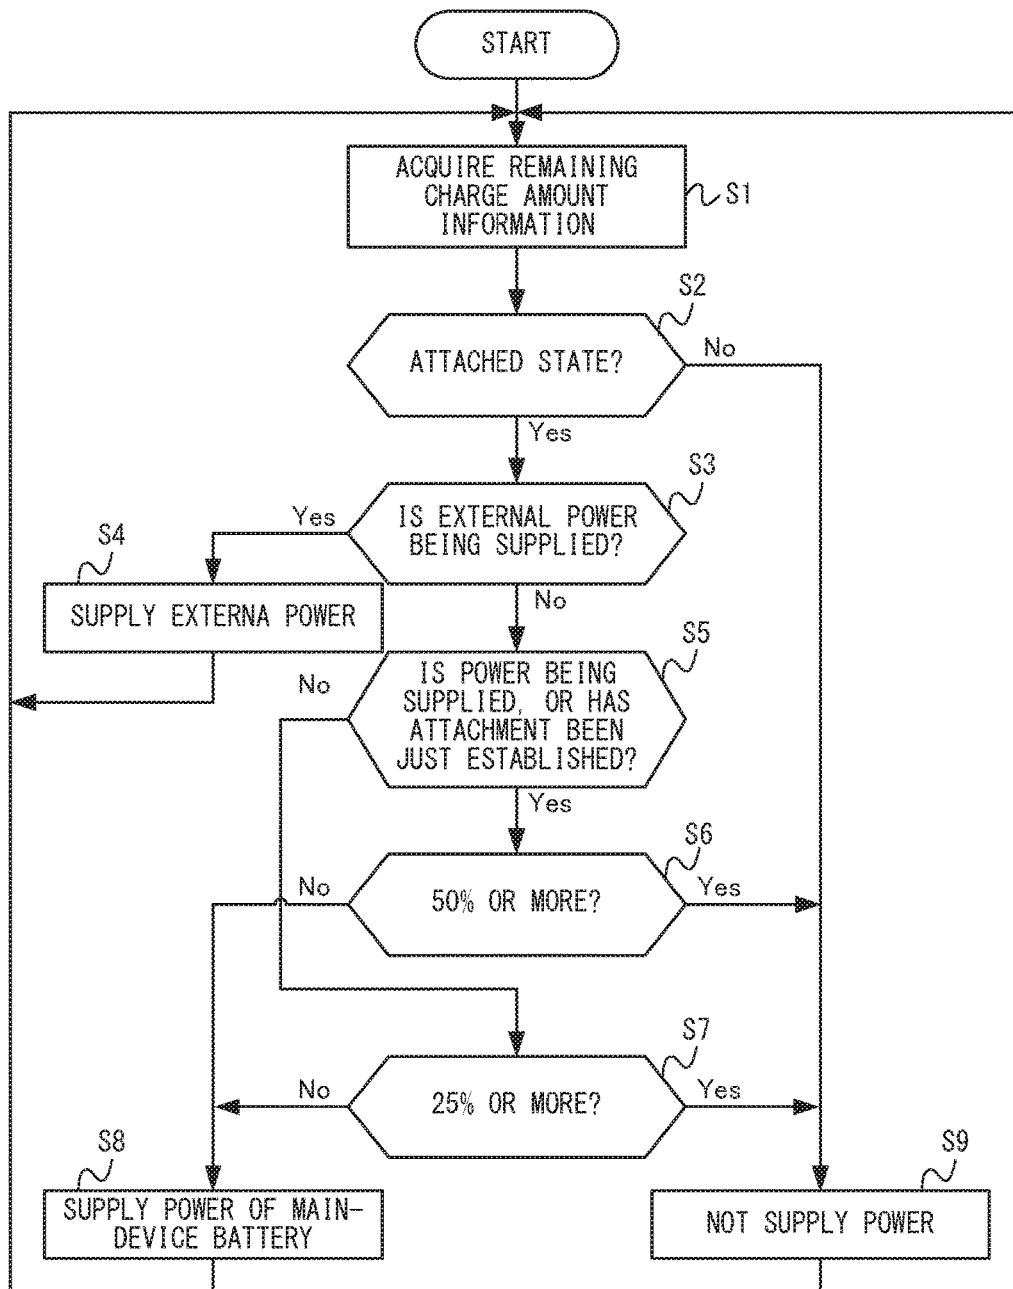 START
ACQUIRE REMAINING
CHARGE AMOUNT
INFORMATION
S1
S2
ATTACHED STATE?
No
Yes
S3
IS EXTERNAL POWER
BEING SUPPLIED?
Yes
S4
SUPPLY EXTERNA POWER
No
S5
IS POWER BEING
SUPPLIED, OR HAS
ATTACHMENT BEEN
JUST ESTABLISHED?
No
Yes
S6
50% OR MORE?
No
Yes
S7
25% OR MORE?
No
Yes
S8
SUPPLY POWER OF MAIN-
DEVICE BATTERY
S9
NOT SUPPLY POWER